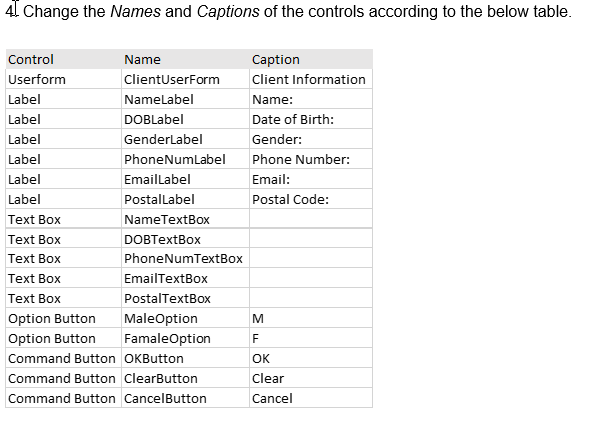 4. Change the Names and Captions of the controls according to the below table.
Control Name Caption
Userform ClientUserForm Client Information
Label NameLabel Name:
Label DOBLabel Date of Birth:
Label GenderLabel Gender:
Label PhoneNumLabel Phone Number:
Label EmailLabel Email:
Label PostalLabel Postal Code:
Text Box NameTextBox
Text Box DOBTextBox
Text Box PhoneNumTextBox
Text Box EmailTextBox
Text Box PostalTextBox
Option Button MaleOption M
Option Button FamaleOption F
Command Button OKButton OK
Command Button ClearButton Clear
Command Button CancelButton Cancel